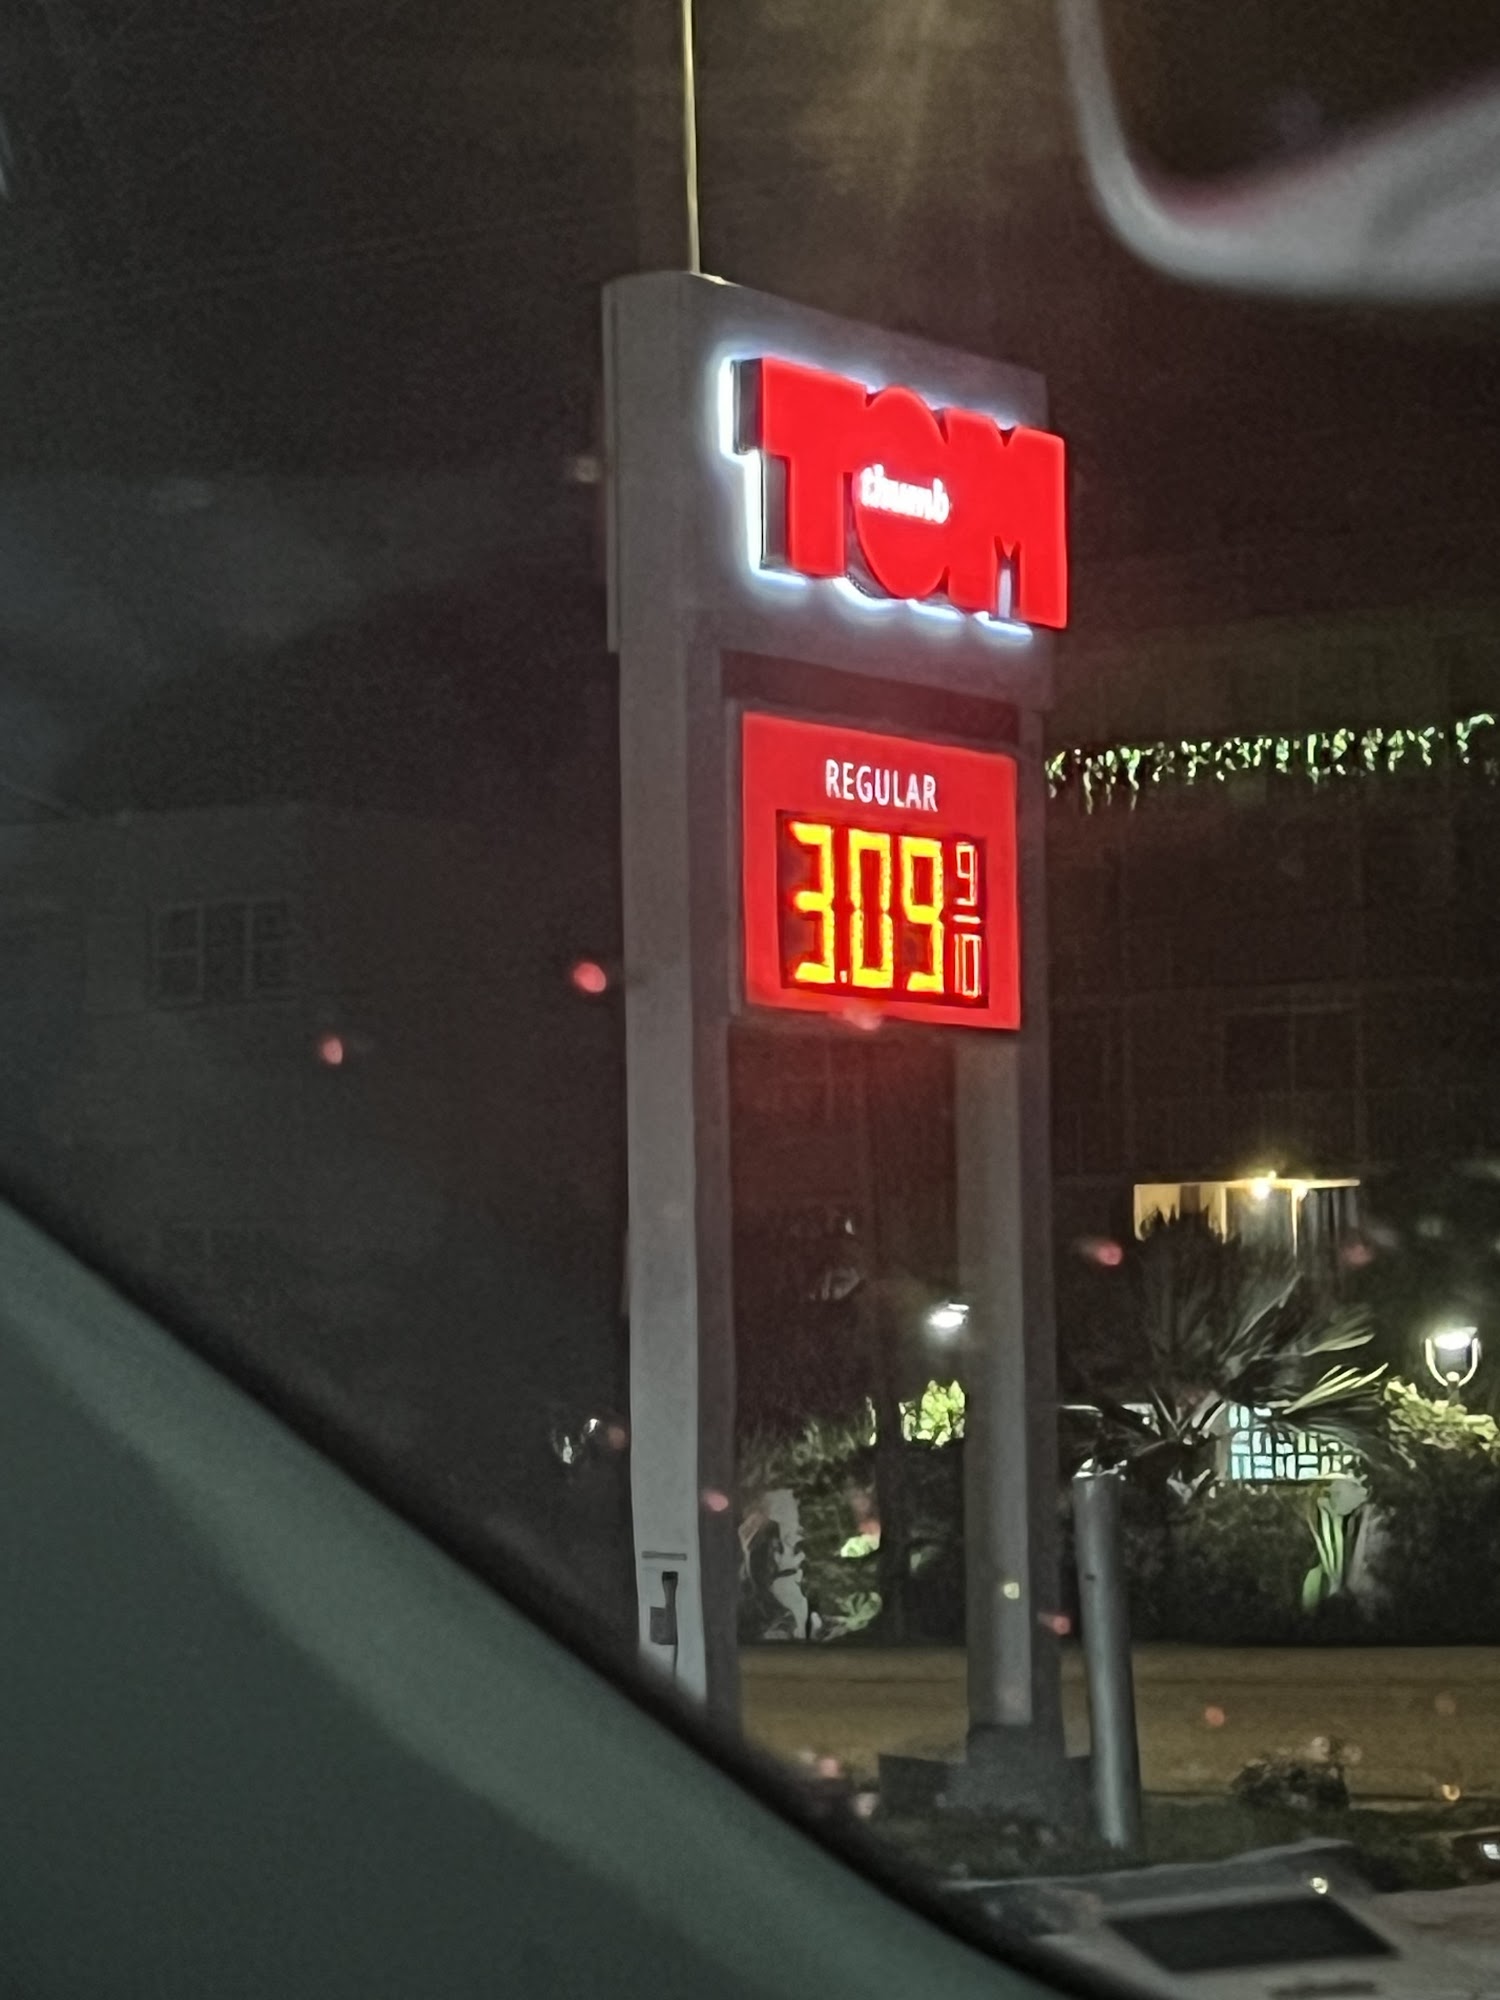 TOM
thumb
REGULAR
3.09 9/10